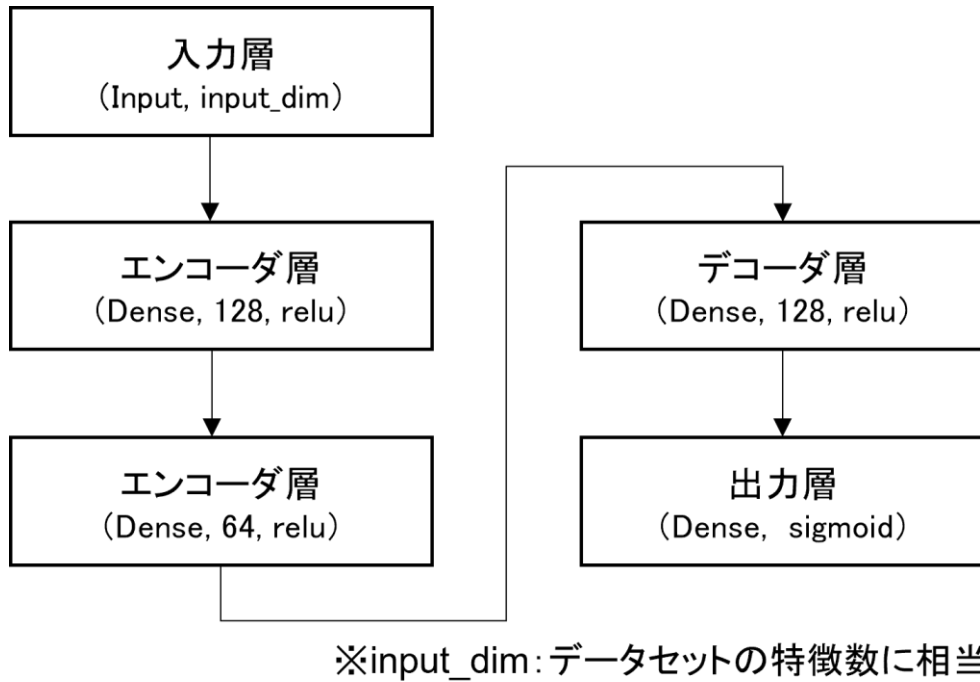 入力層
(Input, input_dim)
エンコーダ層
(Dense, 128, relu)
エンコーダ層
(Dense, 64, relu)
デコーダ層
(Dense, 128, relu)
出力層
(Dense, sigmoid)
※input_dim:データセットの特徴数に相当